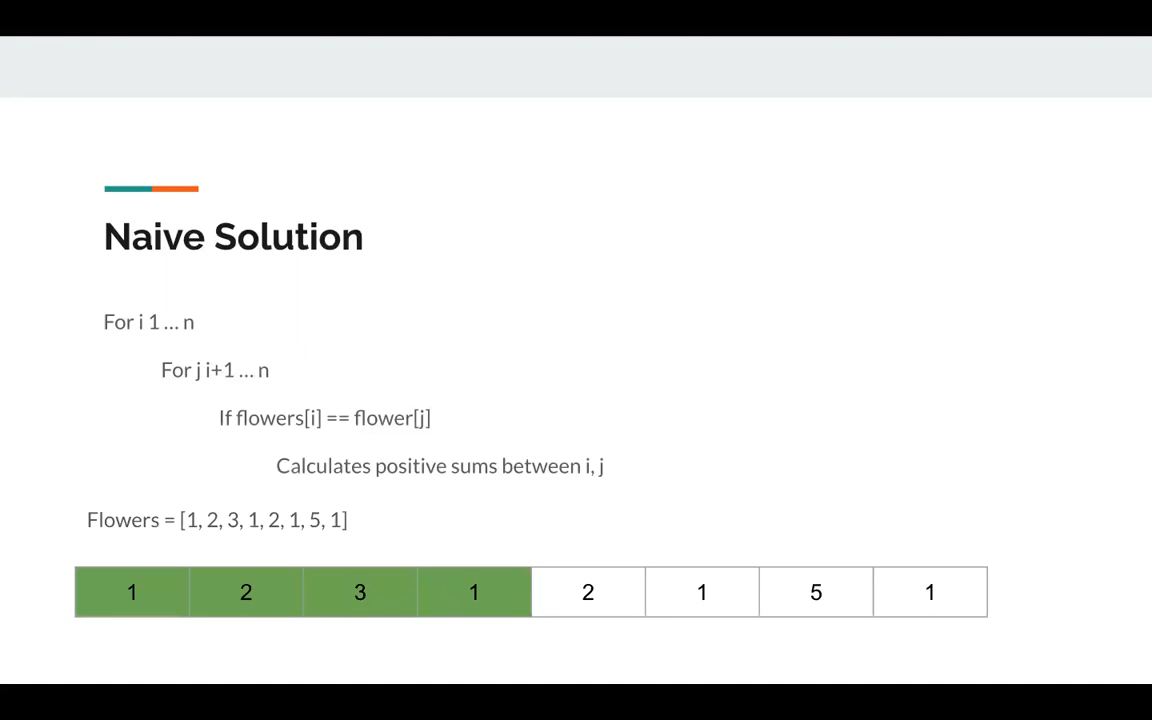 Naive Solution
For i 1 ... n
For j i+1 ... n
If flowers[i] == flower[j]
Calculates positive sums between i, j
Flowers = [1, 2, 3, 1, 2, 1, 5, 1]
1 2 3 1 2 1 5 1